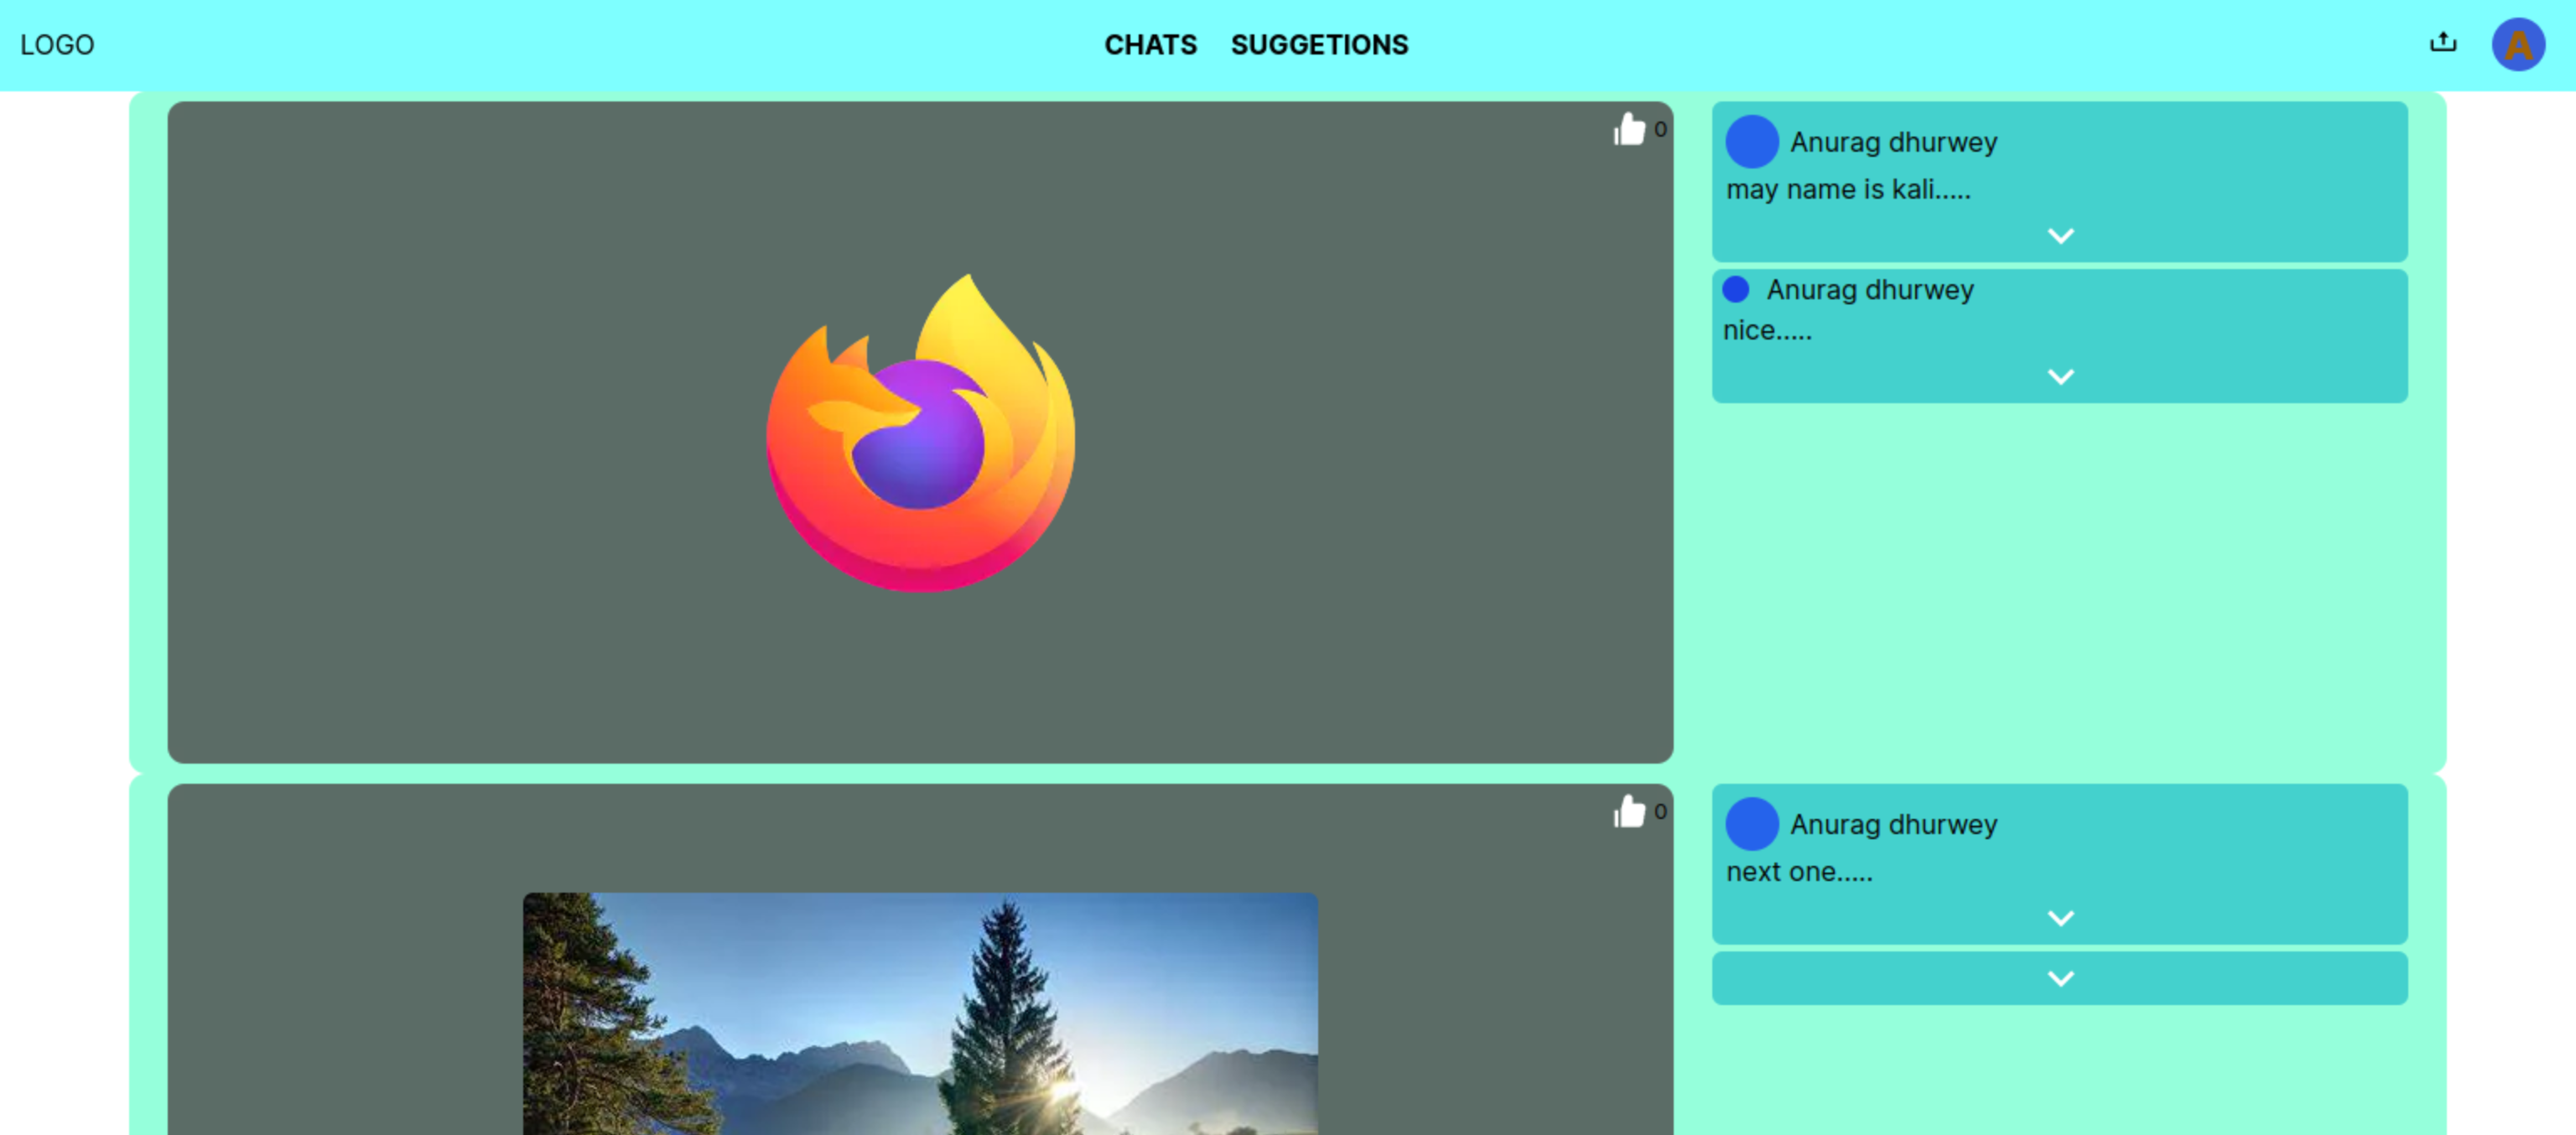 LOGO
CHATS SUGGETIONS
A
0
Anurag dhurwey
may name is kali.....
Anurag dhurwey
nice.....
0
Anurag dhurwey
next one.....